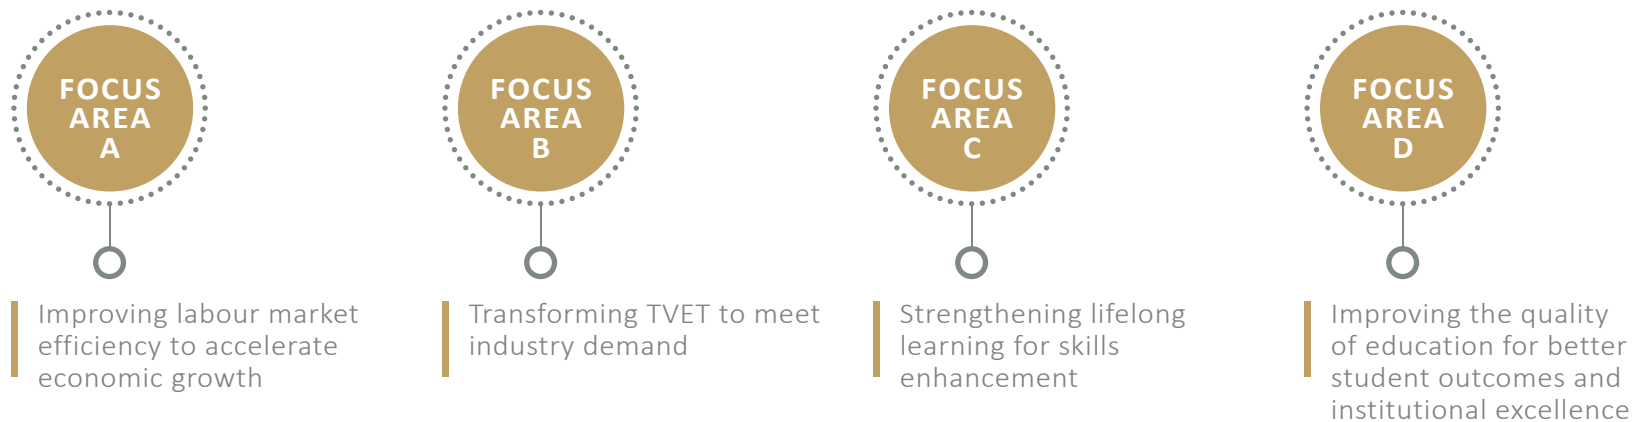 FOCUS
AREA
A
Improving labour market
efficiency to accelerate
economic growth
FOCUS
AREA
B
Transforming TVET to meet
industry demand
FOCUS
AREA
C
Strengthening lifelong
learning for skills
enhancement
FOCUS
AREA
D
Improving the quality
of education for better
student outcomes and
institutional excellence